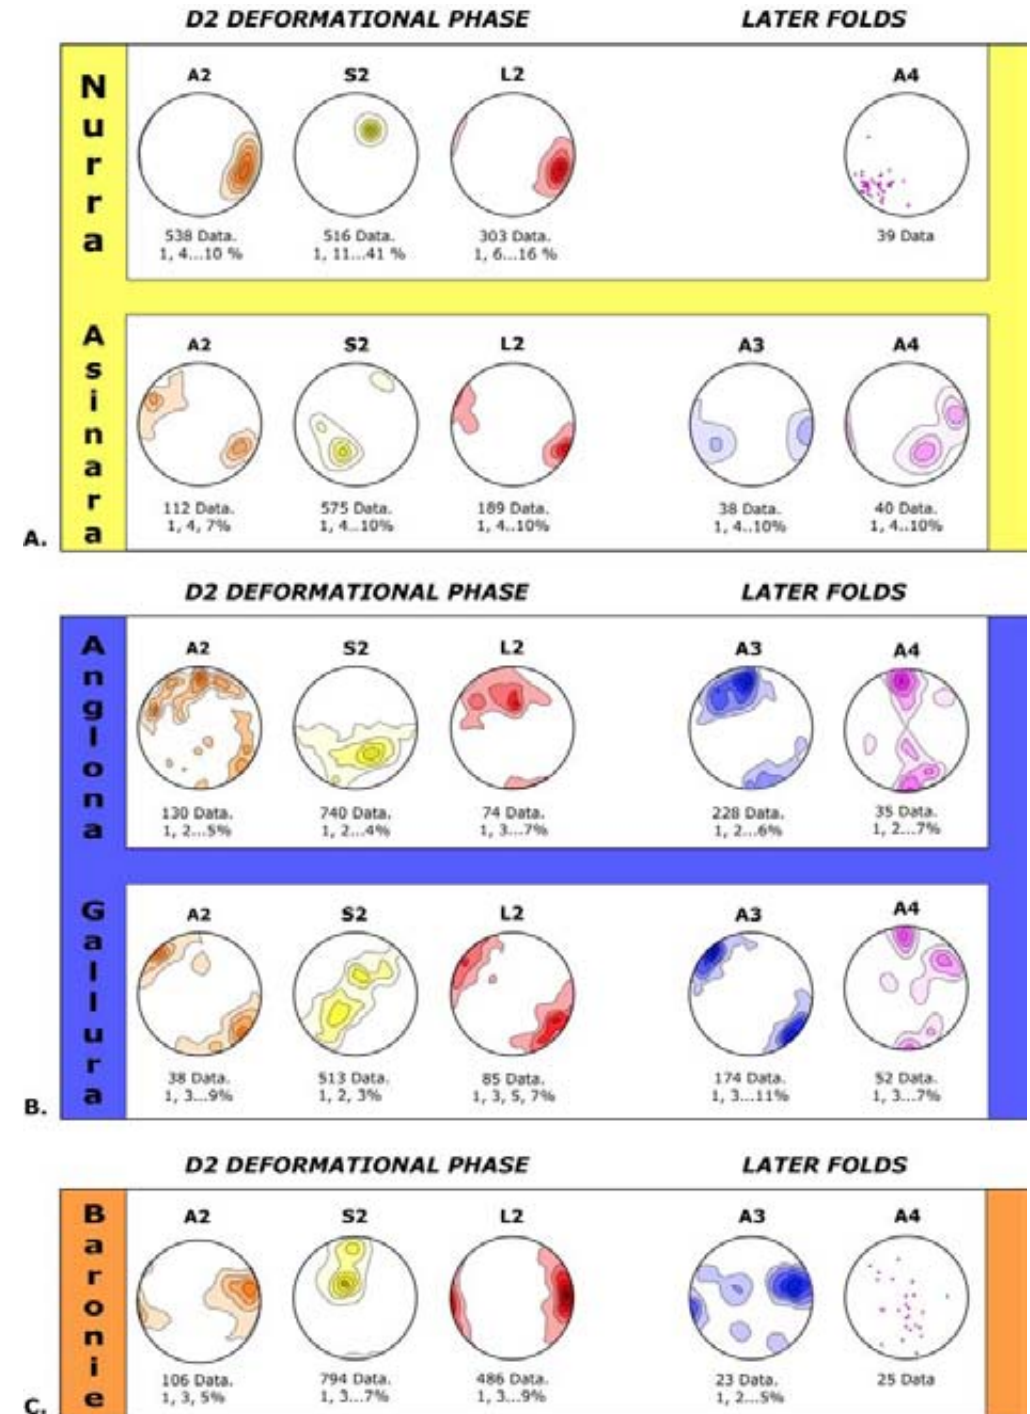 D2 DEFORMATIONAL PHASE LATER FOLDS
Nurra
A2 S2 L2 A4
538 Data. 516 Data. 303 Data. 39 Data
1, 4...10 % 1, 11...41 % 1, 6...16 %
Asinara
A2 S2 L2 A3 A4
112 Data. 575 Data. 189 Data. 38 Data. 40 Data.
1, 4, 7% 1, 4..10% 1, 4..10% 1, 4..10% 1, 4..10%
A.
D2 DEFORMATIONAL PHASE LATER FOLDS
Anglona
A2 S2 L2 A3 A4
130 Data. 740 Data. 74 Data. 228 Data. 35 Data.
1, 2...5% 1, 2...4% 1, 3...7% 1, 2...6% 1, 2...7%
Gallura
A2 S2 L2 A3 A4
38 Data. 513 Data. 85 Data. 174 Data. 52 Data.
1, 3...9% 1, 2, 3% 1, 3, 5, 7% 1, 3...11% 1, 3...7%
B.
D2 DEFORMATIONAL PHASE LATER FOLDS
Baronie
A2 S2 L2 A3 A4
106 Data. 794 Data. 486 Data. 23 Data. 25 Data
1, 3, 5% 1, 3...7% 1, 3...9% 1, 2...5%
C.